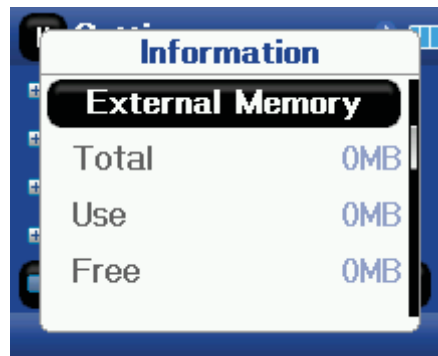 Information
External Memory
Total 0MB
Use 0MB
Free 0MB